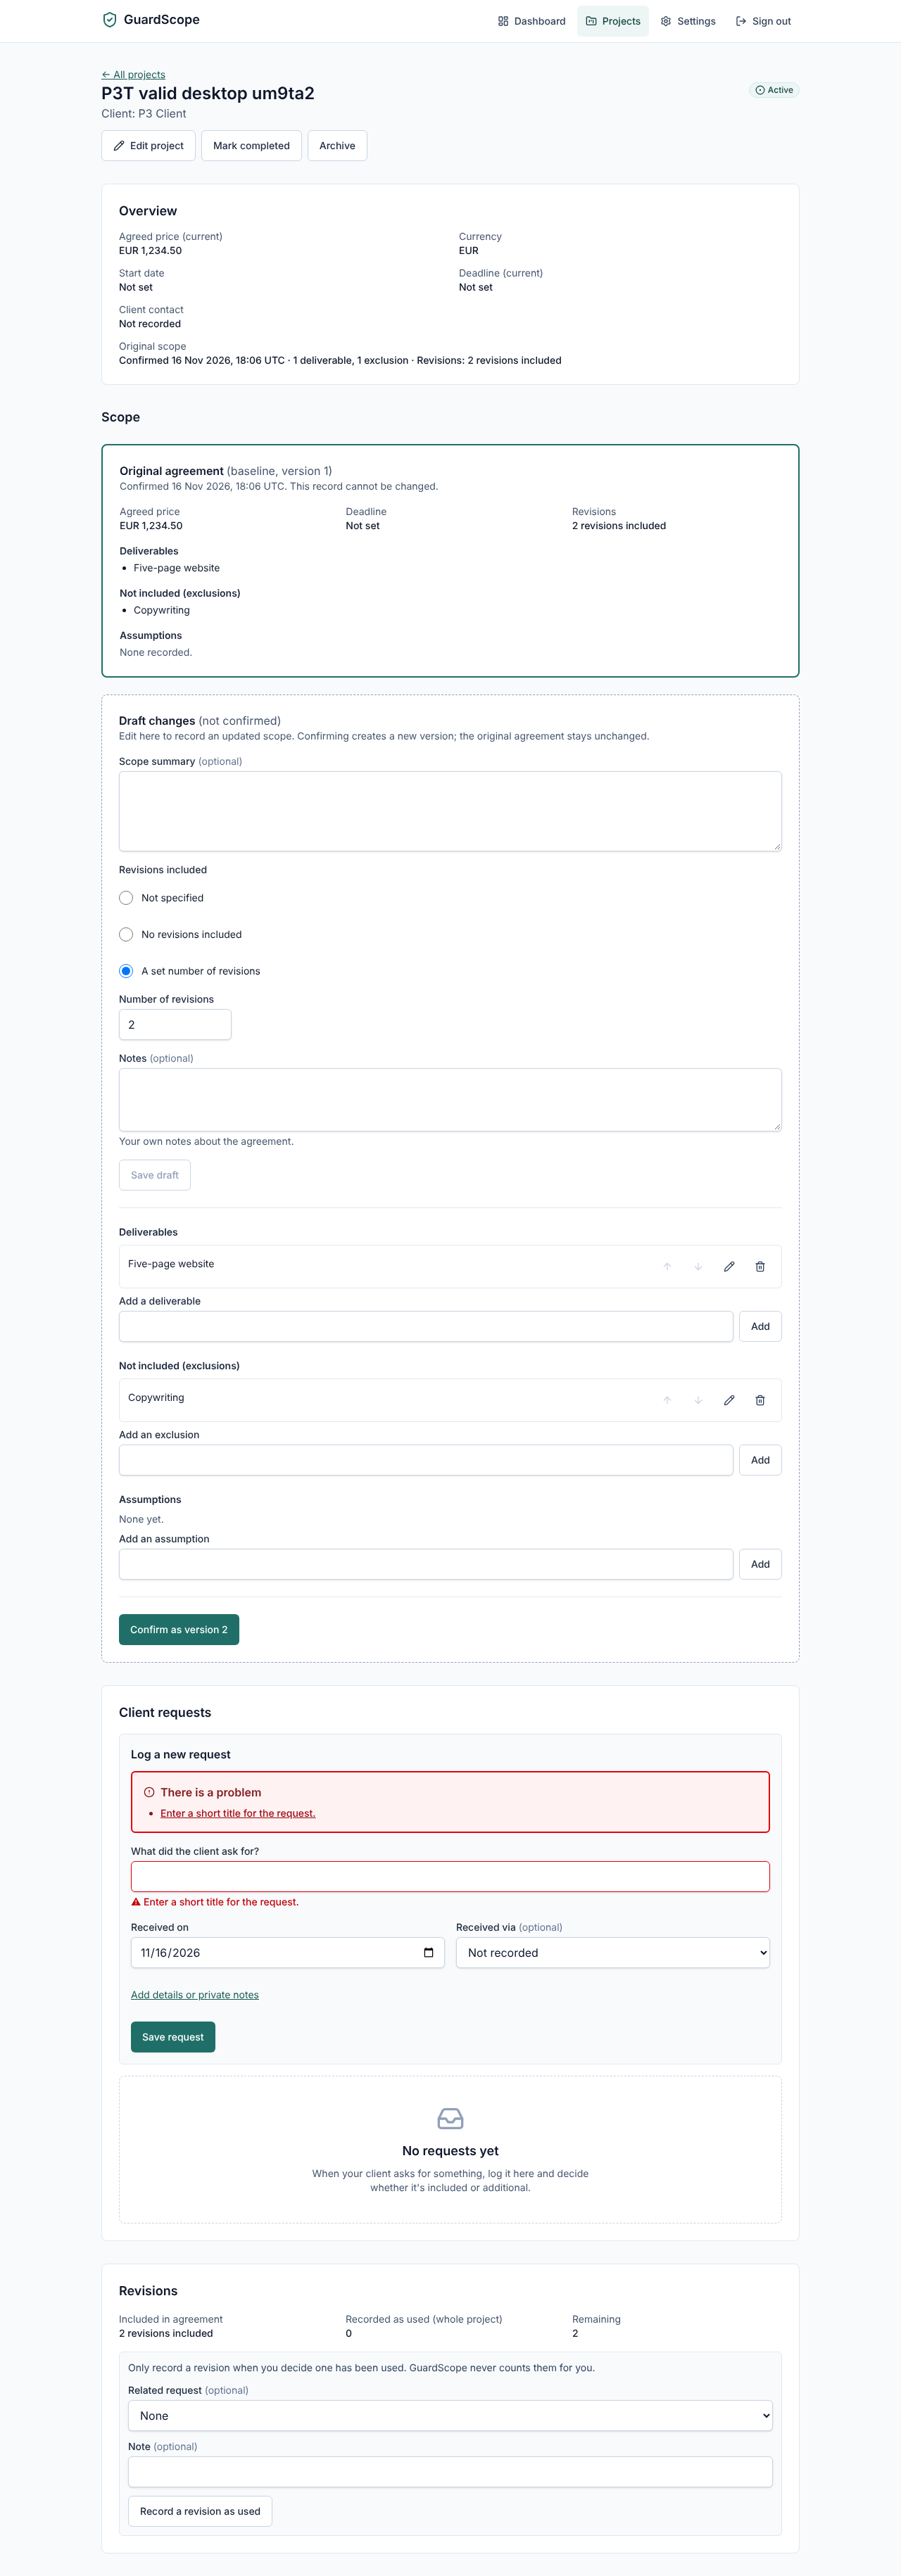 GuardScope
Dashboard
Projects
Settings
Sign out
← All projects
P3T valid desktop um9ta2
Active
Client: P3 Client
Edit project
Mark completed
Archive
Overview
Agreed price (current)
EUR 1,234.50
Currency
EUR
Start date
Not set
Deadline (current)
Not set
Client contact
Not recorded
Original scope
Confirmed 16 Nov 2026, 18:06 UTC · 1 deliverable, 1 exclusion · Revisions: 2 revisions included
Scope
Original agreement (baseline, version 1)
Confirmed 16 Nov 2026, 18:06 UTC. This record cannot be changed.
Agreed price
EUR 1,234.50
Deadline
Not set
Revisions
2 revisions included
Deliverables
• Five-page website
Not included (exclusions)
• Copywriting
Assumptions
None recorded.
Draft changes (not confirmed)
Edit here to record an updated scope. Confirming creates a new version; the original agreement stays unchanged.
Scope summary (optional)
Revisions included
Not specified
No revisions included
A set number of revisions
Number of revisions
2
Notes (optional)
Your own notes about the agreement.
Save draft
Deliverables
Five-page website
Add a deliverable
Add
Not included (exclusions)
Copywriting
Add an exclusion
Add
Assumptions
None yet.
Add an assumption
Add
Confirm as version 2
Client requests
Log a new request
There is a problem
• Enter a short title for the request.
What did the client ask for?
Enter a short title for the request.
Received on
11/16/2026
Received via (optional)
Not recorded
Add details or private notes
Save request
No requests yet
When your client asks for something, log it here and decide
whether it's included or additional.
Revisions
Included in agreement
2 revisions included
Recorded as used (whole project)
0
Remaining
2
Only record a revision when you decide one has been used. GuardScope never counts them for you.
Related request (optional)
None
Note (optional)
Record a revision as used